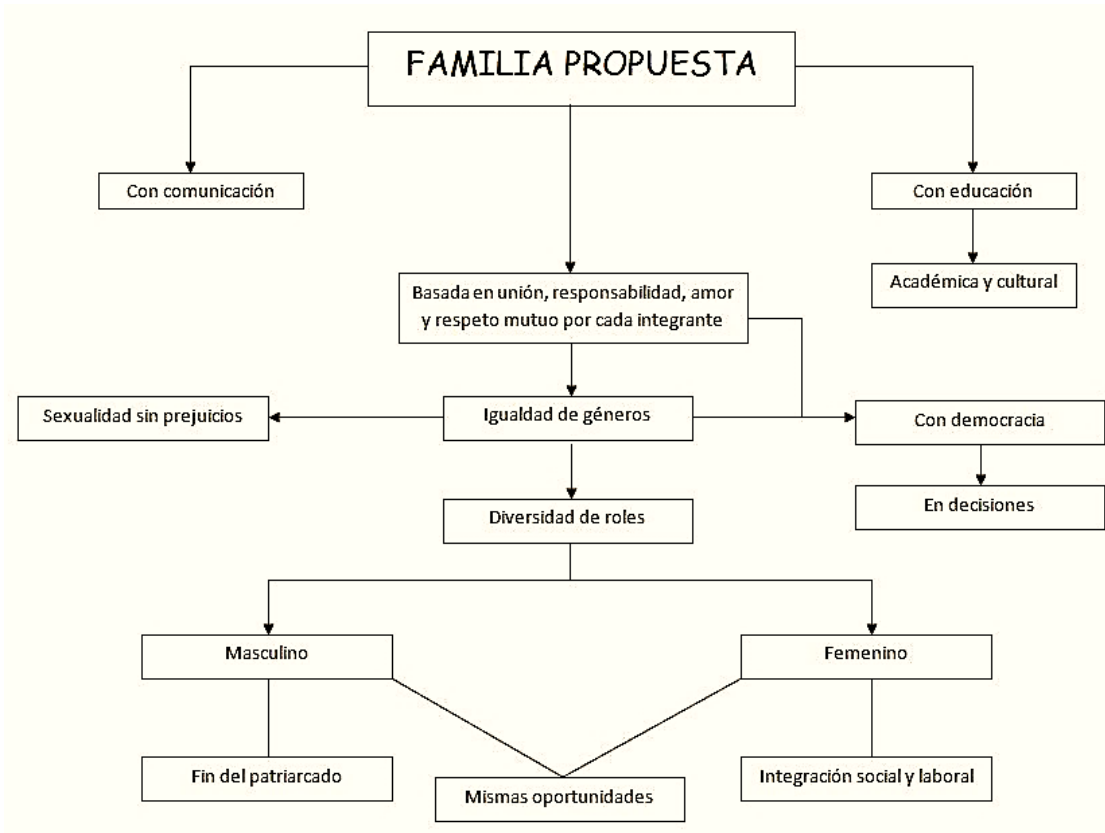 FAMILIA PROPUESTA
Con comunicación
Con educación
Académica y cultural
Basada en unión, responsabilidad, amor
y respeto mutuo por cada integrante
Sexualidad sin prejuicios
Igualdad de géneros
Con democracia
En decisiones
Diversidad de roles
Masculino
Femenino
Fin del patriarcado
Mismas oportunidades
Integración social y laboral